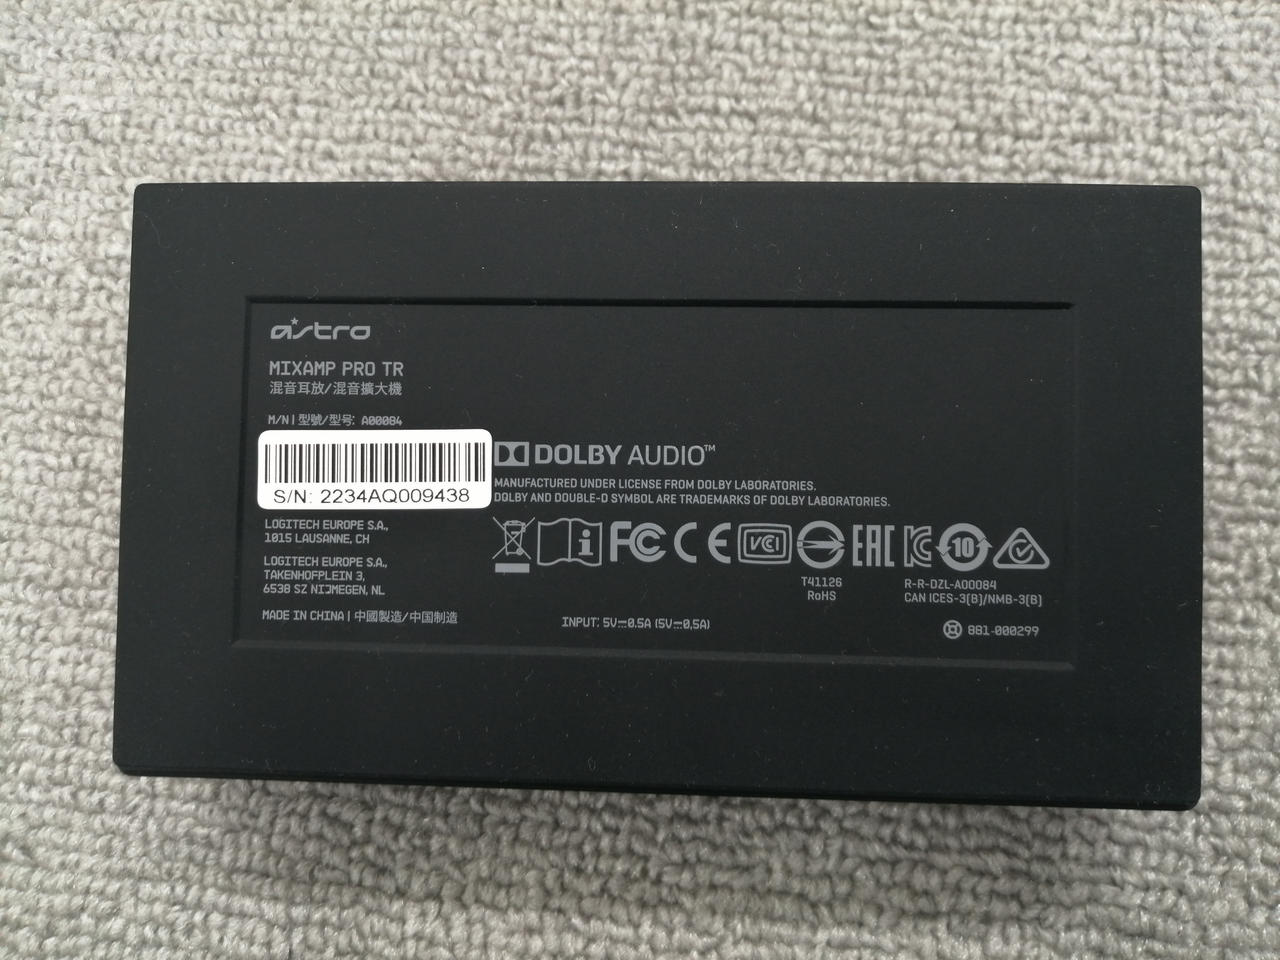 astro
MIXAMP PRO TR
混音耳放/混音擴大機
M/N | 型號/型号: A00084
S/N: 2234AQ009438
LOGITECH EUROPE S.A.,
1015 LAUSANNE, CH
LOGITECH EUROPE S.A.,
TAKENHOFPLEIN 3,
6538 SZ NIJMEGEN, NL
MADE IN CHINA | 中國製造/中国制造
DOLBY AUDIO™
MANUFACTURED UNDER LICENSE FROM DOLBY LABORATORIES.
DOLBY AND DOUBLE-D SYMBOL ARE TRADEMARKS OF DOLBY LABORATORIES.
i FC CE VCI EAC KC 10
T41126
RoHS
R-R-DZL-A00084
CAN ICES-3(B)/NMB-3(B)
INPUT: 5V⎓0.5A (5V⎓0,5A)
881-000299